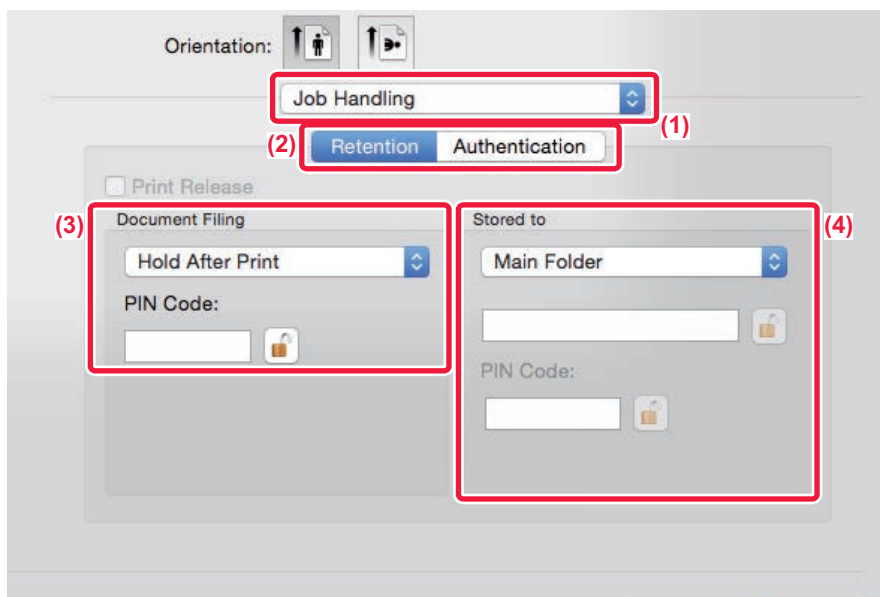 Orientation:
Job Handling
(1)
(2)
Retention Authentication
Print Release
(3)
Document Filing
Hold After Print
PIN Code:
Stored to
(4)
Main Folder
PIN Code: